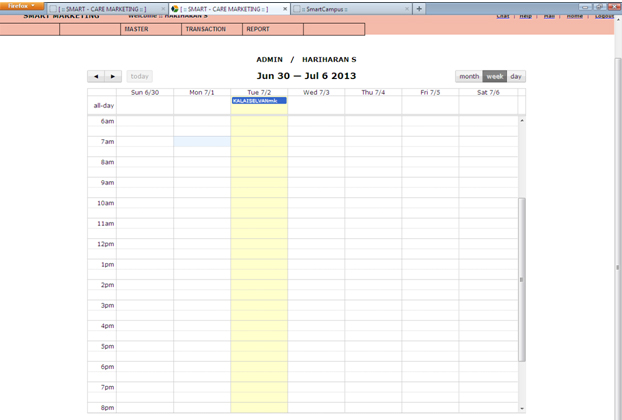 Firefox
[ :: SMART - CARE MARKETING :: ]
[ :: SMART - CARE MARKETING :: ]
:: SmartCampus ::
SMART MARKETING
Welcome :: HARIHARAN S
Chat | Help | Mail | Home | Logout
MASTER TRANSACTION REPORT
ADMIN / HARIHARAN S
today
Jun 30 — Jul 6 2013
month week day
Sun 6/30 Mon 7/1 Tue 7/2 Wed 7/3 Thu 7/4 Fri 7/5 Sat 7/6
all-day
6am
7am
8am
9am
10am
11am
12pm
1pm
2pm
3pm
4pm
5pm
6pm
7pm
8pm